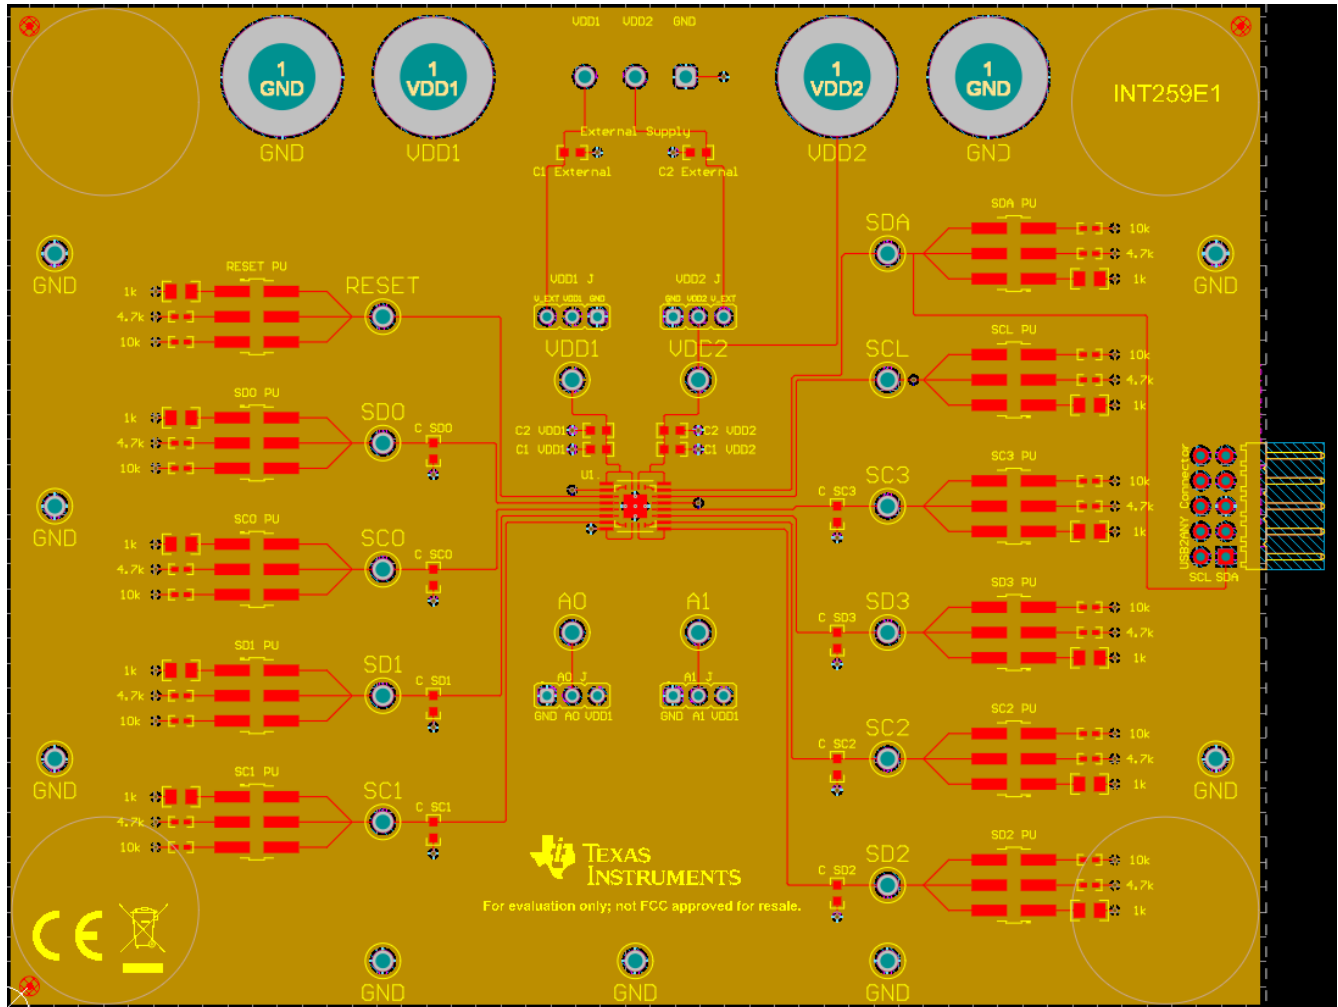 VDD1 VDD2 GND
1
GND
1
VDD1
1
VDD2
1
GND
INT259E1
External Supply
GND
VDD1
VDD2
GND
C1 External
C2 External
SDA PU
SDA
10k
4.7k
1k
GND
GND
RESET PU
RESET
1k
4.7k
10k
VDD1 J
V_EXT VDD1 GND
VDD2 J
GND VDD2 V_EXT
VDD1
VDD2
SCL PU
SCL
10k
4.7k
1k
SD0 PU
SD0
C SD0
1k
4.7k
10k
C2 VDD1
C1 VDD1
C2 VDD2
C1 VDD2
U1
SC3 PU
SC3
C SC3
10k
4.7k
1k
USB2ANY Connector
SCL SDA
GND
SC0 PU
SC0
C SC0
1k
4.7k
10k
A0
A1
SD3 PU
SD3
C SD3
10k
4.7k
1k
SD1 PU
SD1
C SD1
1k
4.7k
10k
A0 J
GND A0 VDD1
A1 J
GND A1 VDD1
SC2 PU
SC2
C SC2
10k
4.7k
1k
GND
GND
SC1 PU
SC1
C SC1
1k
4.7k
10k
SD2 PU
SD2
C SD2
10k
4.7k
1k
TEXAS
INSTRUMENTS
For evaluation only; not FCC approved for resale.
CE
GND
GND
GND